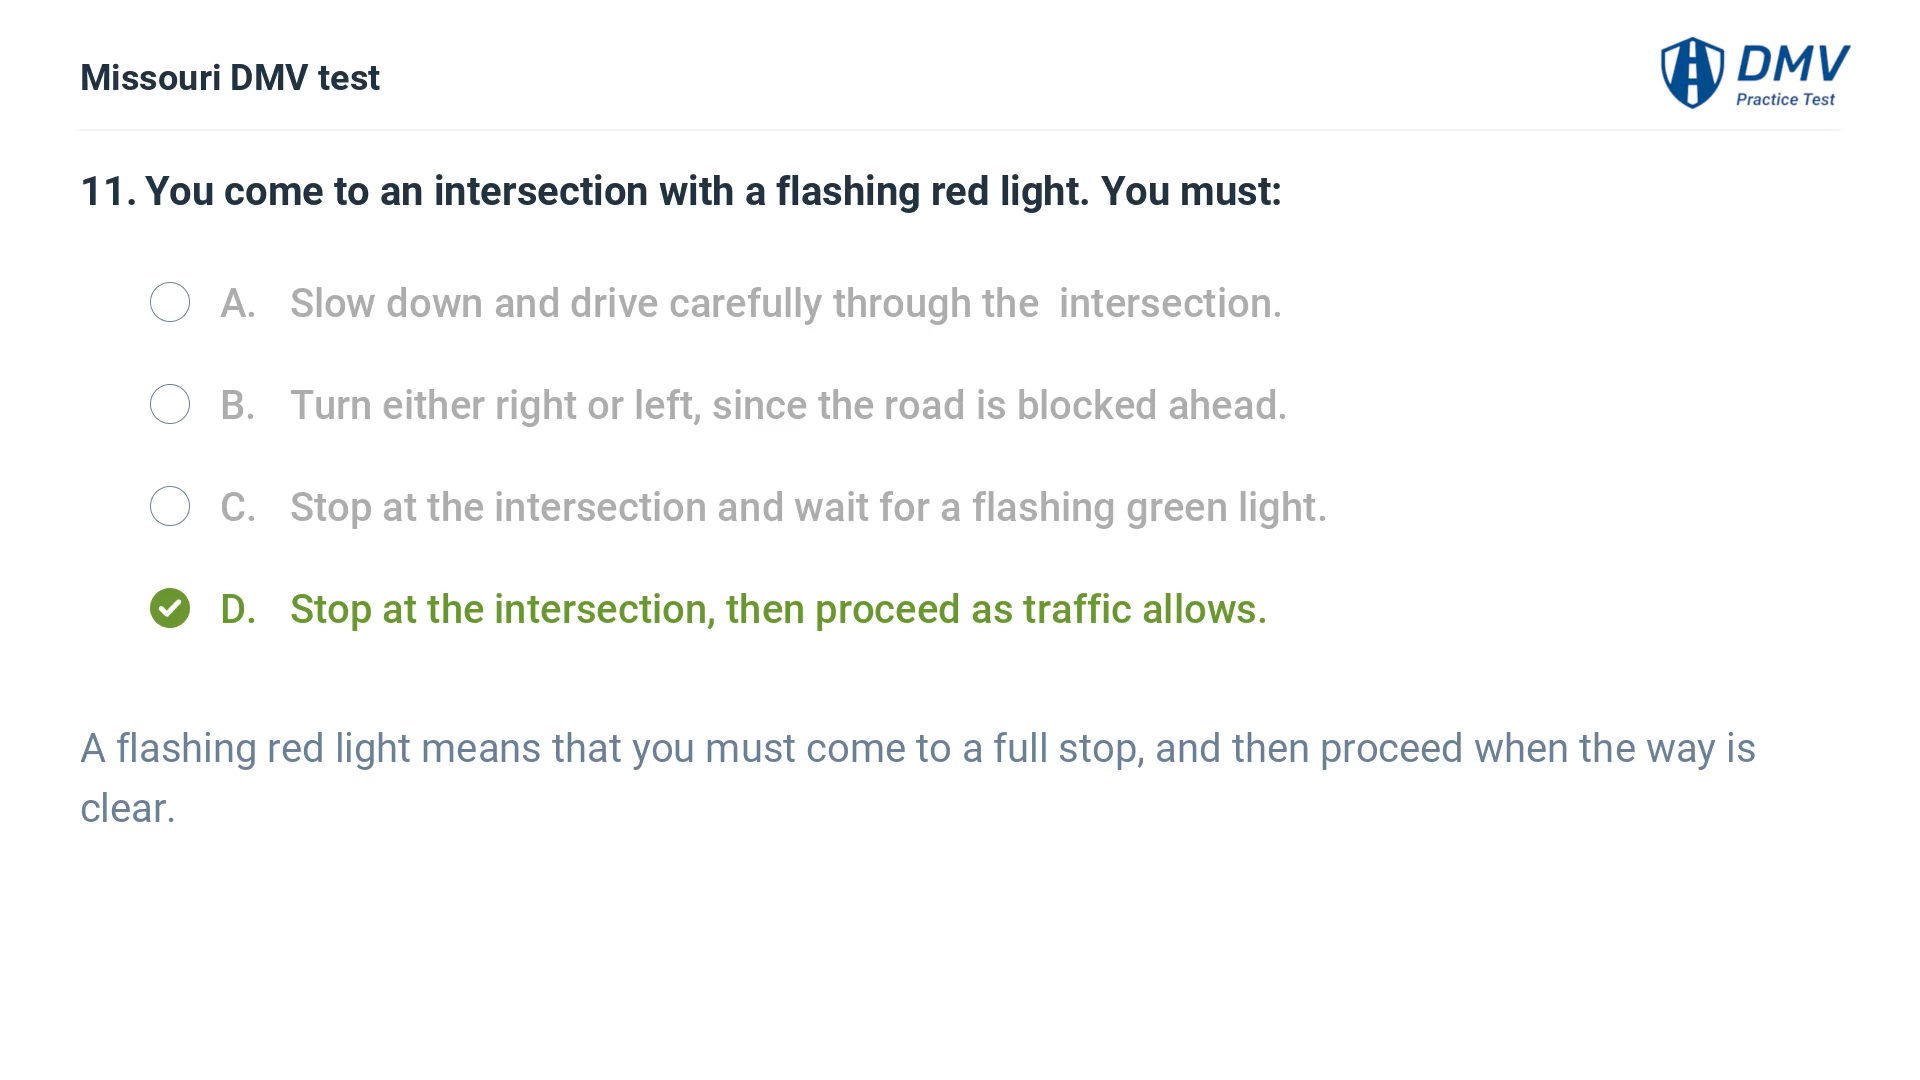 Missouri DMV test
DMV
Practice Test
11. You come to an intersection with a flashing red light. You must:
A. Slow down and drive carefully through the  intersection.
B. Turn either right or left, since the road is blocked ahead.
C. Stop at the intersection and wait for a flashing green light.
D. Stop at the intersection, then proceed as traffic allows.
A flashing red light means that you must come to a full stop, and then proceed when the way is
clear.